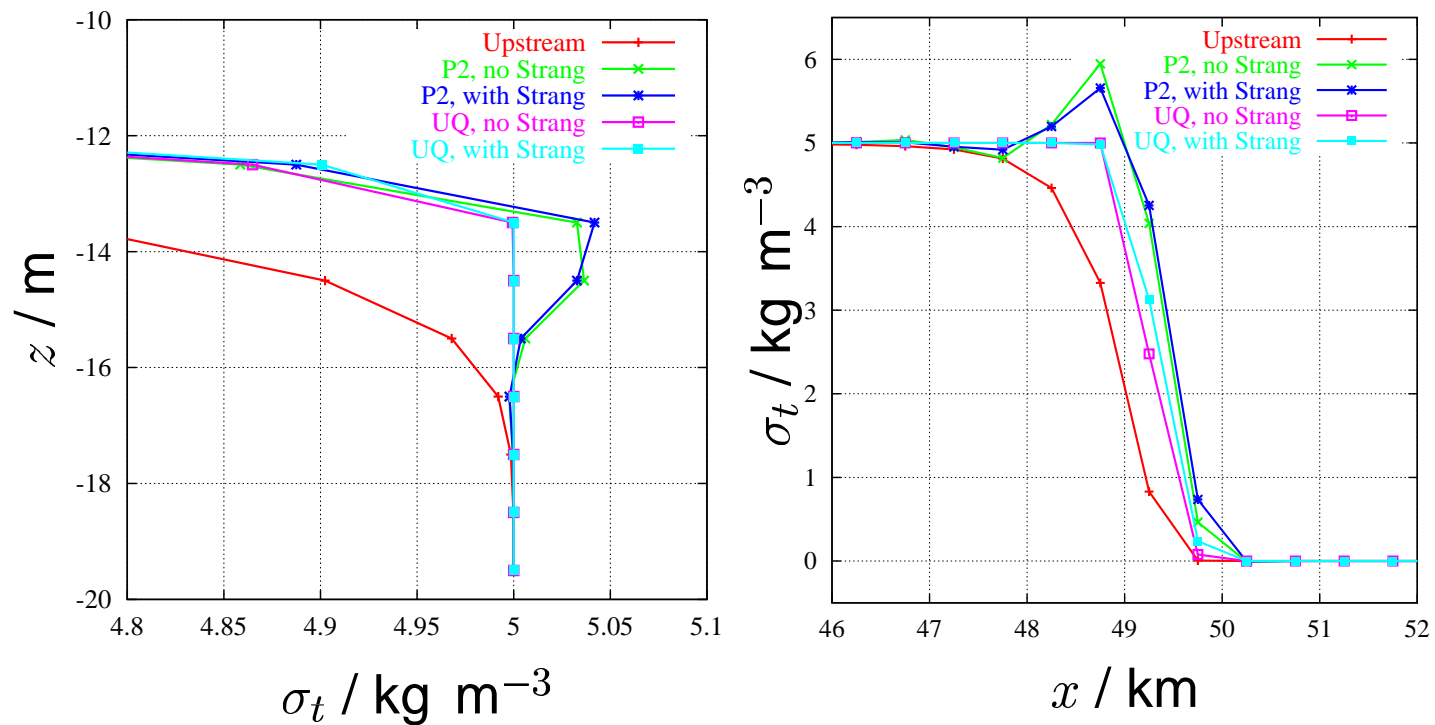 -10
-12
-14
-16
-18
-20
4.8 4.85 4.9 4.95 5 5.05 5.1
z / m
σt / kg m−3
Upstream
P2, no Strang
P2, with Strang
UQ, no Strang
UQ, with Strang
6
5
4
3
2
1
0
46 47 48 49 50 51 52
σt / kg m−3
x / km
Upstream
P2, no Strang
P2, with Strang
UQ, no Strang
UQ, with Strang